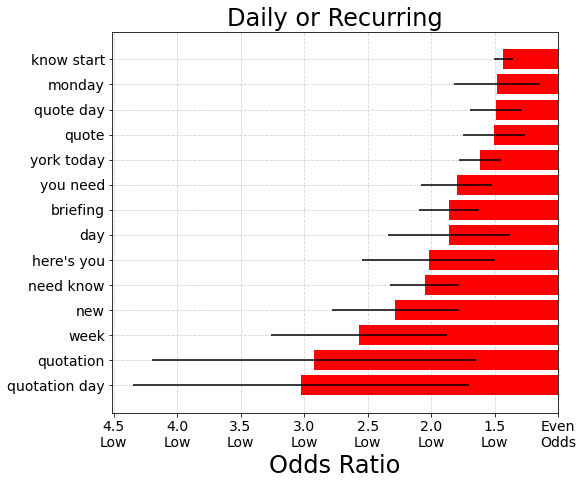 Daily or Recurring
know start
monday
quote day
quote
york today
you need
briefing
day
here's you
need know
new
week
quotation
quotation day
4.5 4.0 3.5 3.0 2.5 2.0 1.5 Even
Low Low Low Low Low Low Low Odds
Odds Ratio